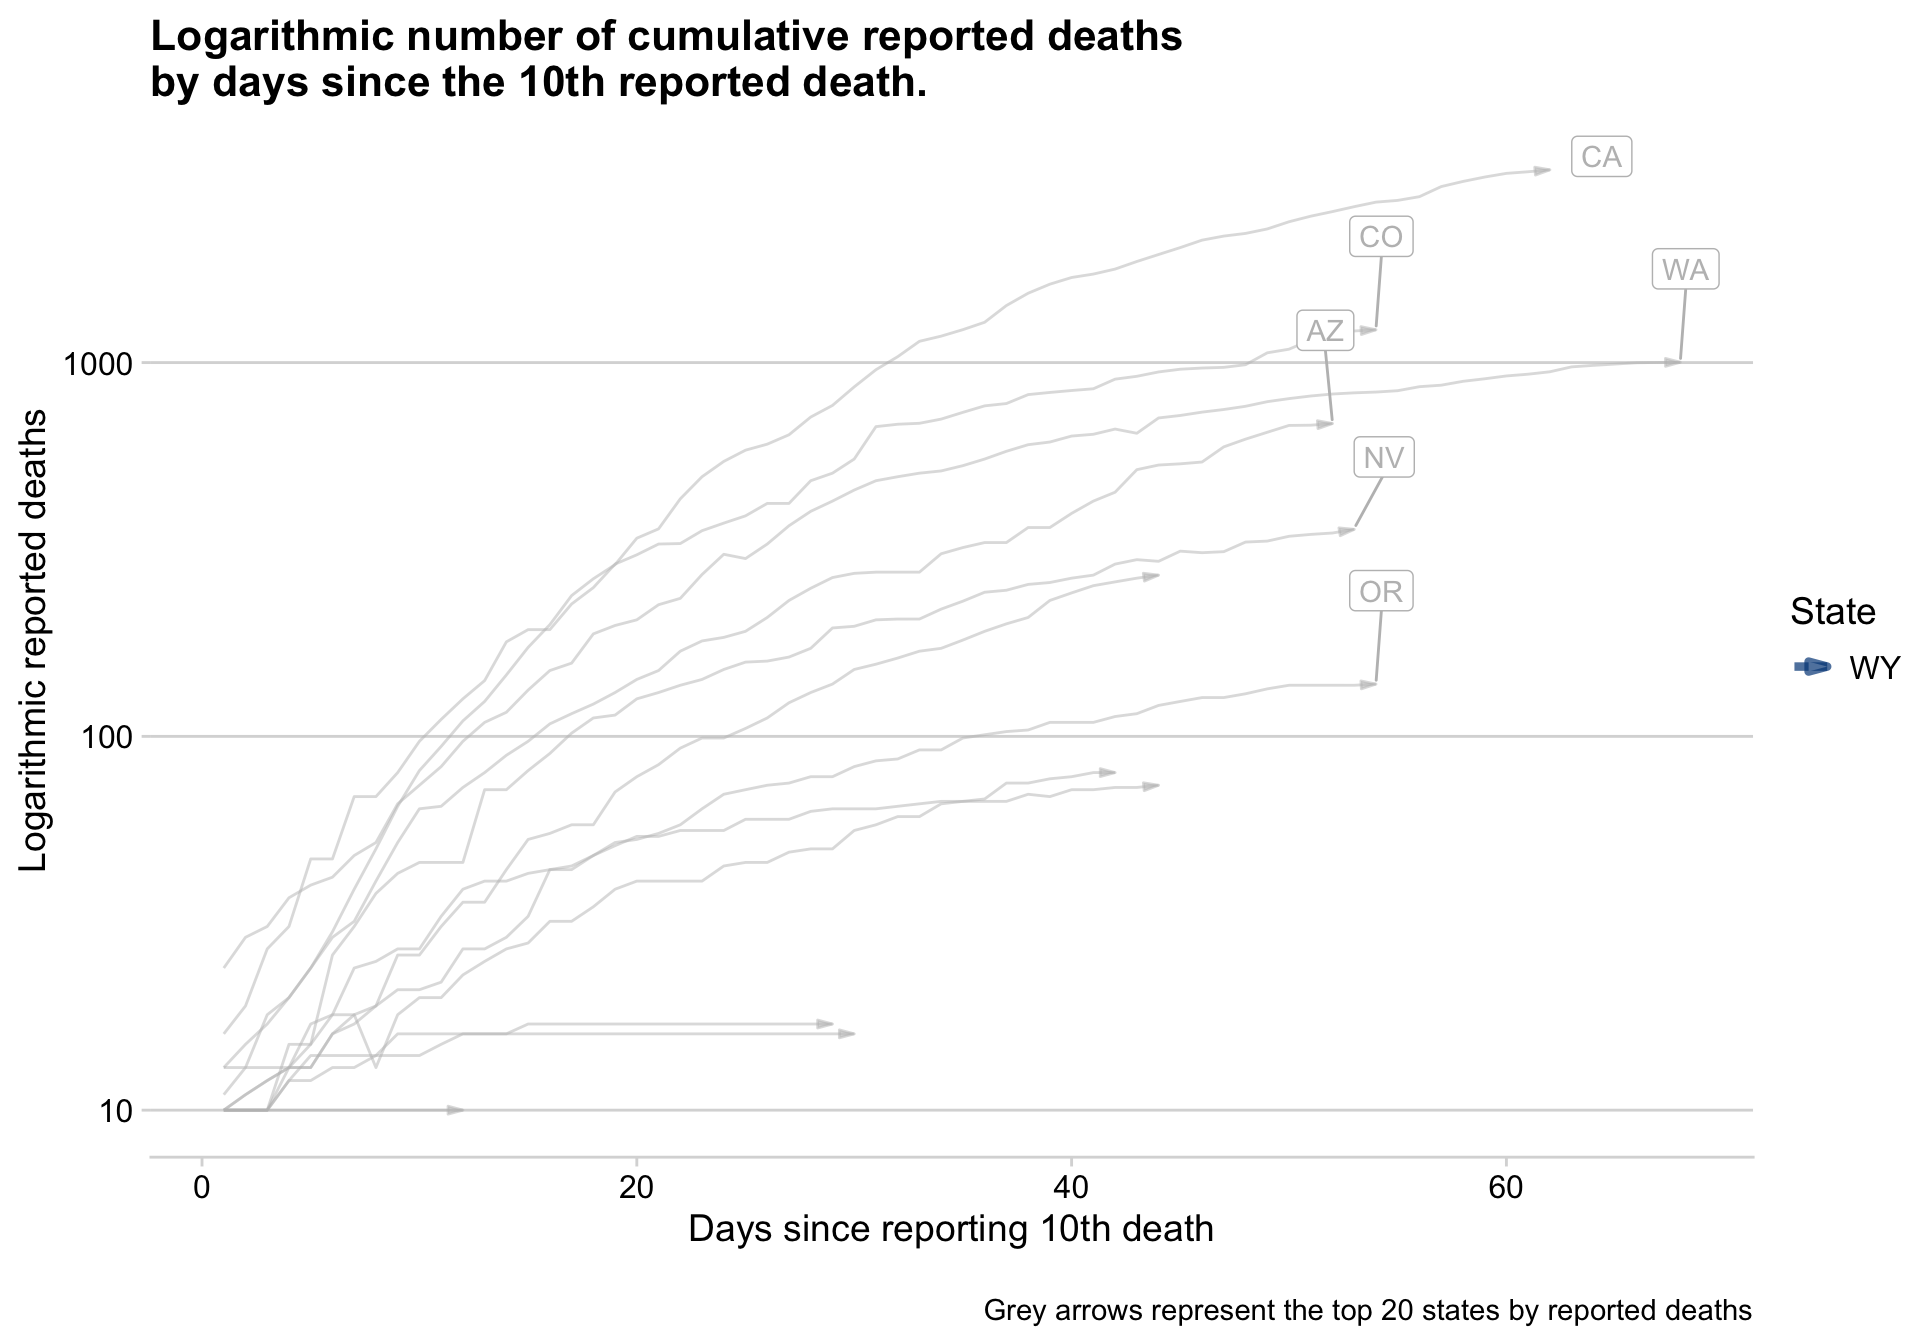 Logarithmic number of cumulative reported deaths
by days since the 10th reported death.
CA
CO
WA
AZ
1000
NV
OR
State
WY
100
10
Logarithmic reported deaths
0 20 40 60
Days since reporting 10th death
Grey arrows represent the top 20 states by reported deaths